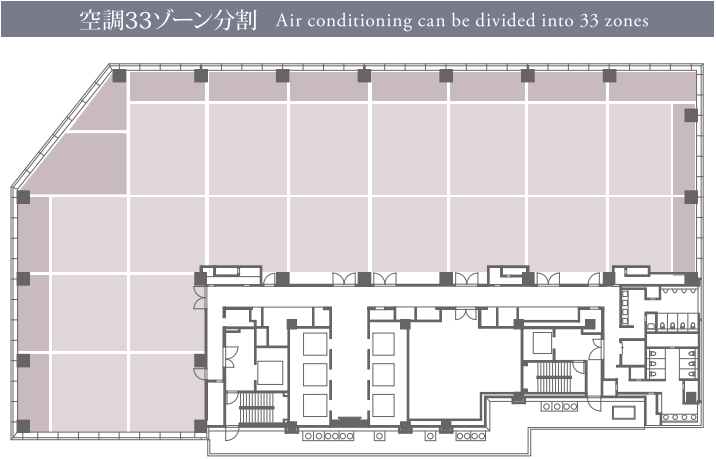 空調33ゾーン分割 Air conditioning can be divided into 33 zones